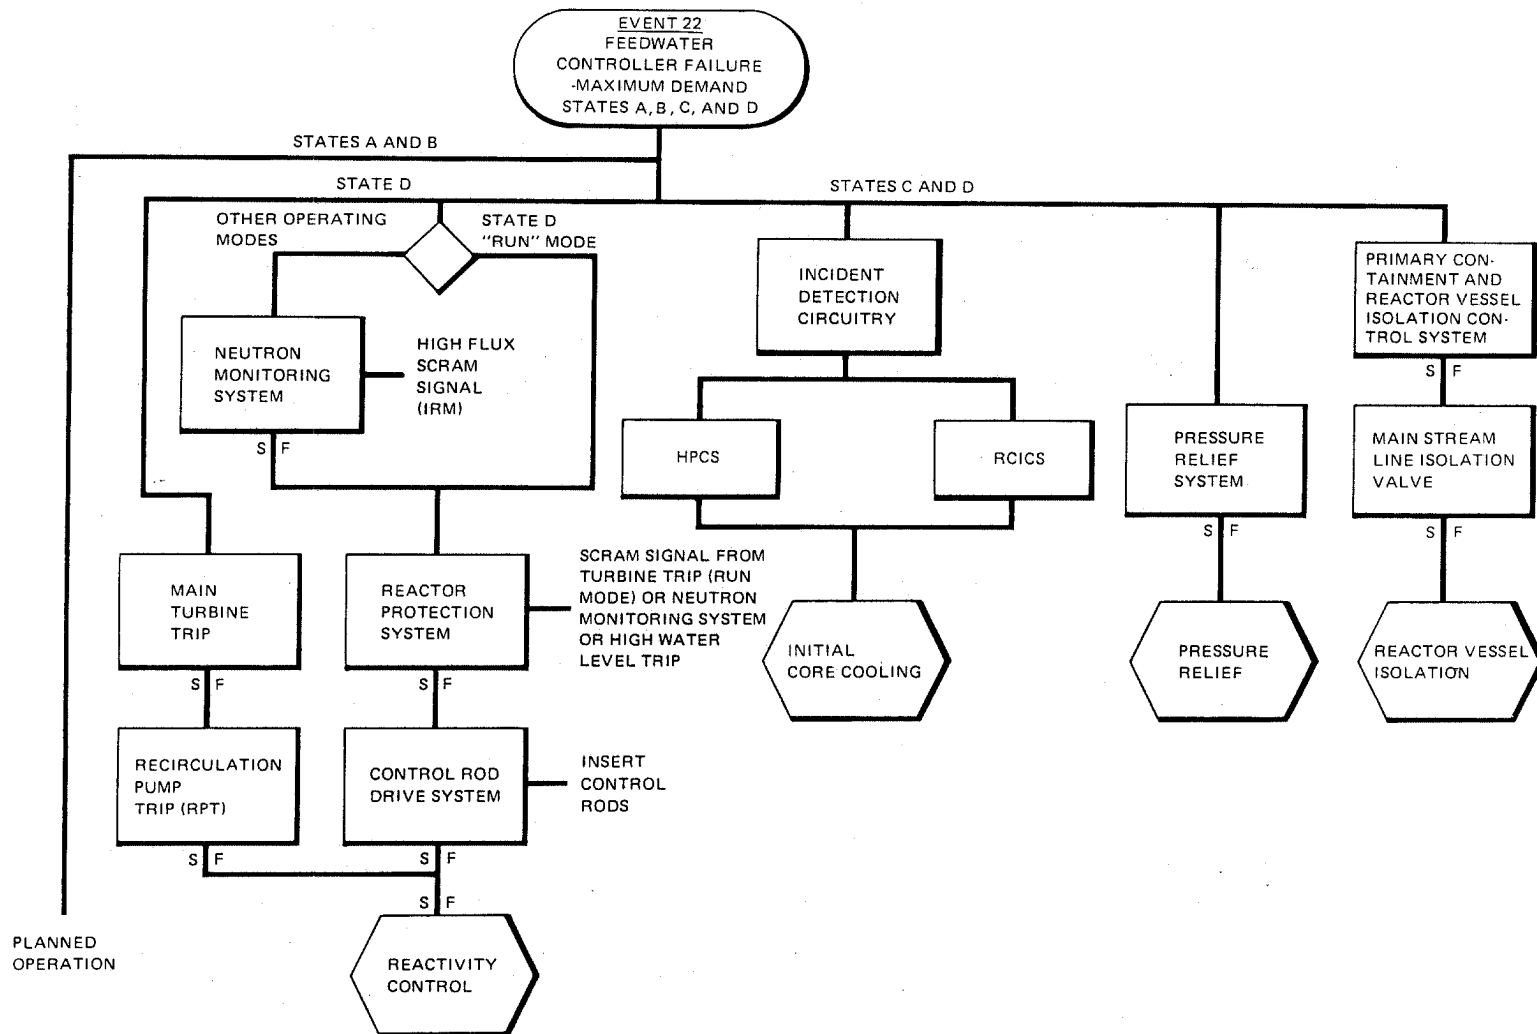 EVENT 22
FEEDWATER
CONTROLLER FAILURE
-MAXIMUM DEMAND
STATES A, B, C, AND D
STATES A AND B
STATE D
STATES C AND D
OTHER OPERATING
MODES
STATE D
"RUN" MODE
NEUTRON
MONITORING
SYSTEM
HIGH FLUX
SCRAM
SIGNAL
(IRM)
S F
INCIDENT
DETECTION
CIRCUITRY
PRIMARY CON-
TAINMENT AND
REACTOR VESSEL
ISOLATION CON-
TROL SYSTEM
S F
HPCS
RCICS
PRESSURE
RELIEF
SYSTEM
S F
MAIN STREAM
LINE ISOLATION
VALVE
S F
MAIN
TURBINE
TRIP
S F
REACTOR
PROTECTION
SYSTEM
S F
SCRAM SIGNAL FROM
TURBINE TRIP (RUN
MODE) OR NEUTRON
MONITORING SYSTEM
OR HIGH WATER
LEVEL TRIP
INITIAL
CORE COOLING
PRESSURE
RELIEF
REACTOR VESSEL
ISOLATION
RECIRCULATION
PUMP
TRIP (RPT)
S F
CONTROL ROD
DRIVE SYSTEM
S F
INSERT
CONTROL
RODS
S F
PLANNED
OPERATION
REACTIVITY
CONTROL